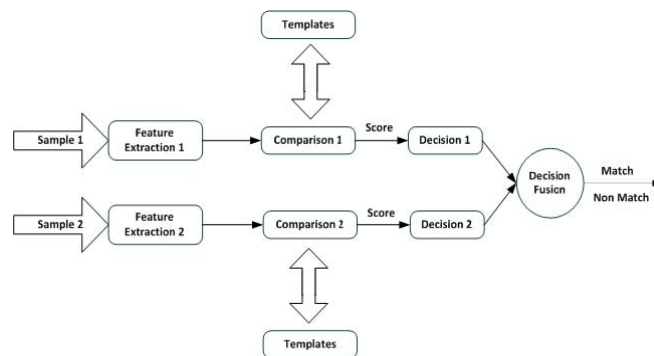 Templates
Sample 1
Feature
Extraction 1
Comparison 1
Score
Decision 1
Decision
Fusion
Match
Non Match
Sample 2
Feature
Extraction 2
Comparison 2
Score
Decision 2
Templates